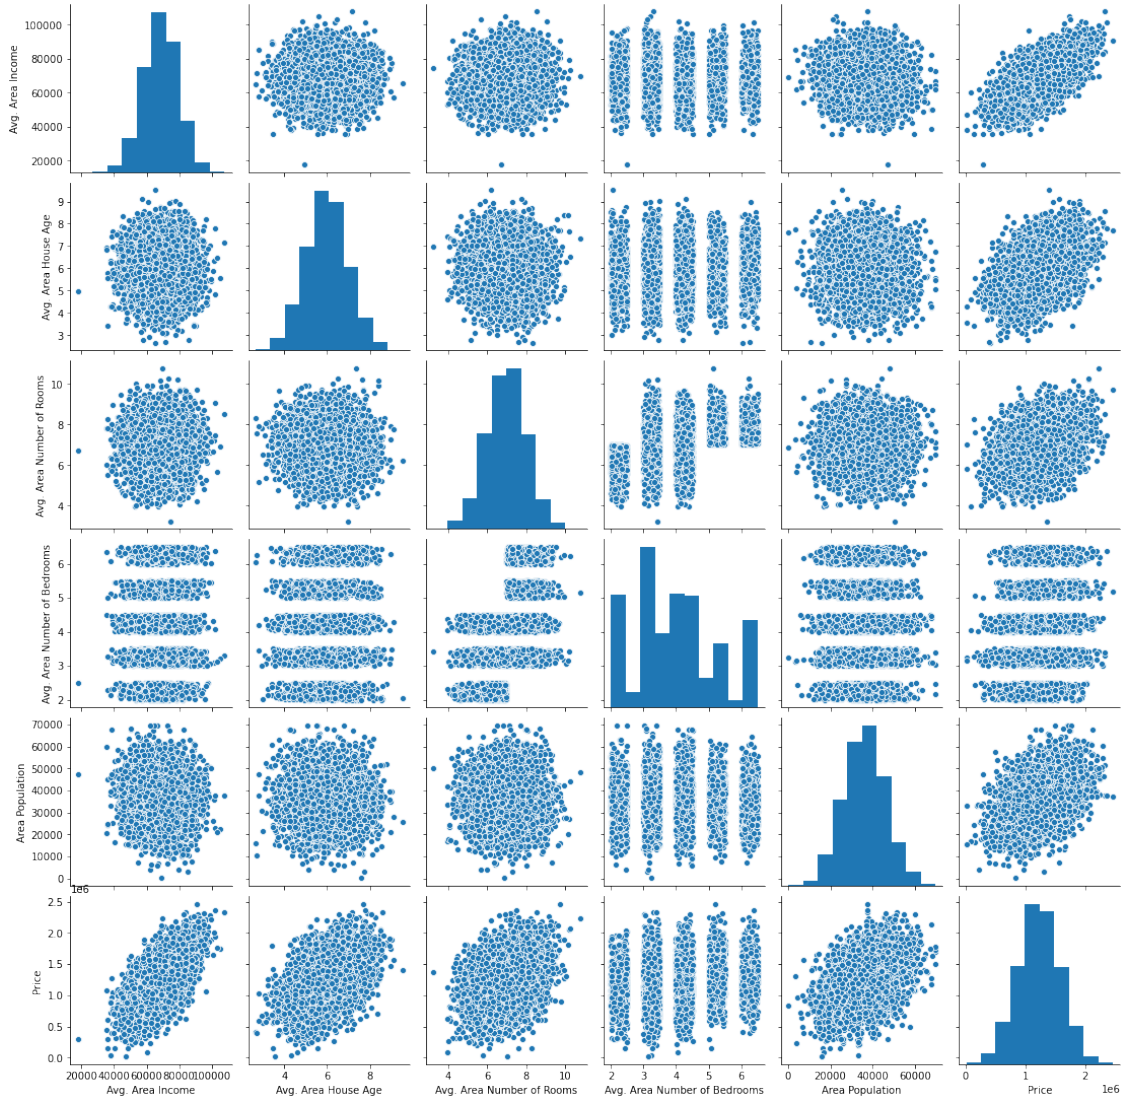 100000
80000
60000
40000
20000
Avg. Area Income
9
8
7
6
5
4
3
Avg. Area House Age
10
8
6
4
Avg. Area Number of Rooms
6
5
4
3
2
Avg. Area Number of Bedrooms
70000
60000
50000
40000
30000
20000
10000
0
Area Population
1e6
2.5
2.0
1.5
1.0
0.5
0.0
Price
20000 40000 60000 80000 100000
Avg. Area Income
4 6 8
Avg. Area House Age
4 6 8 10
Avg. Area Number of Rooms
2 3 4 5 6
Avg. Area Number of Bedrooms
0 20000 40000 60000
Area Population
0 1 2
1e6
Price